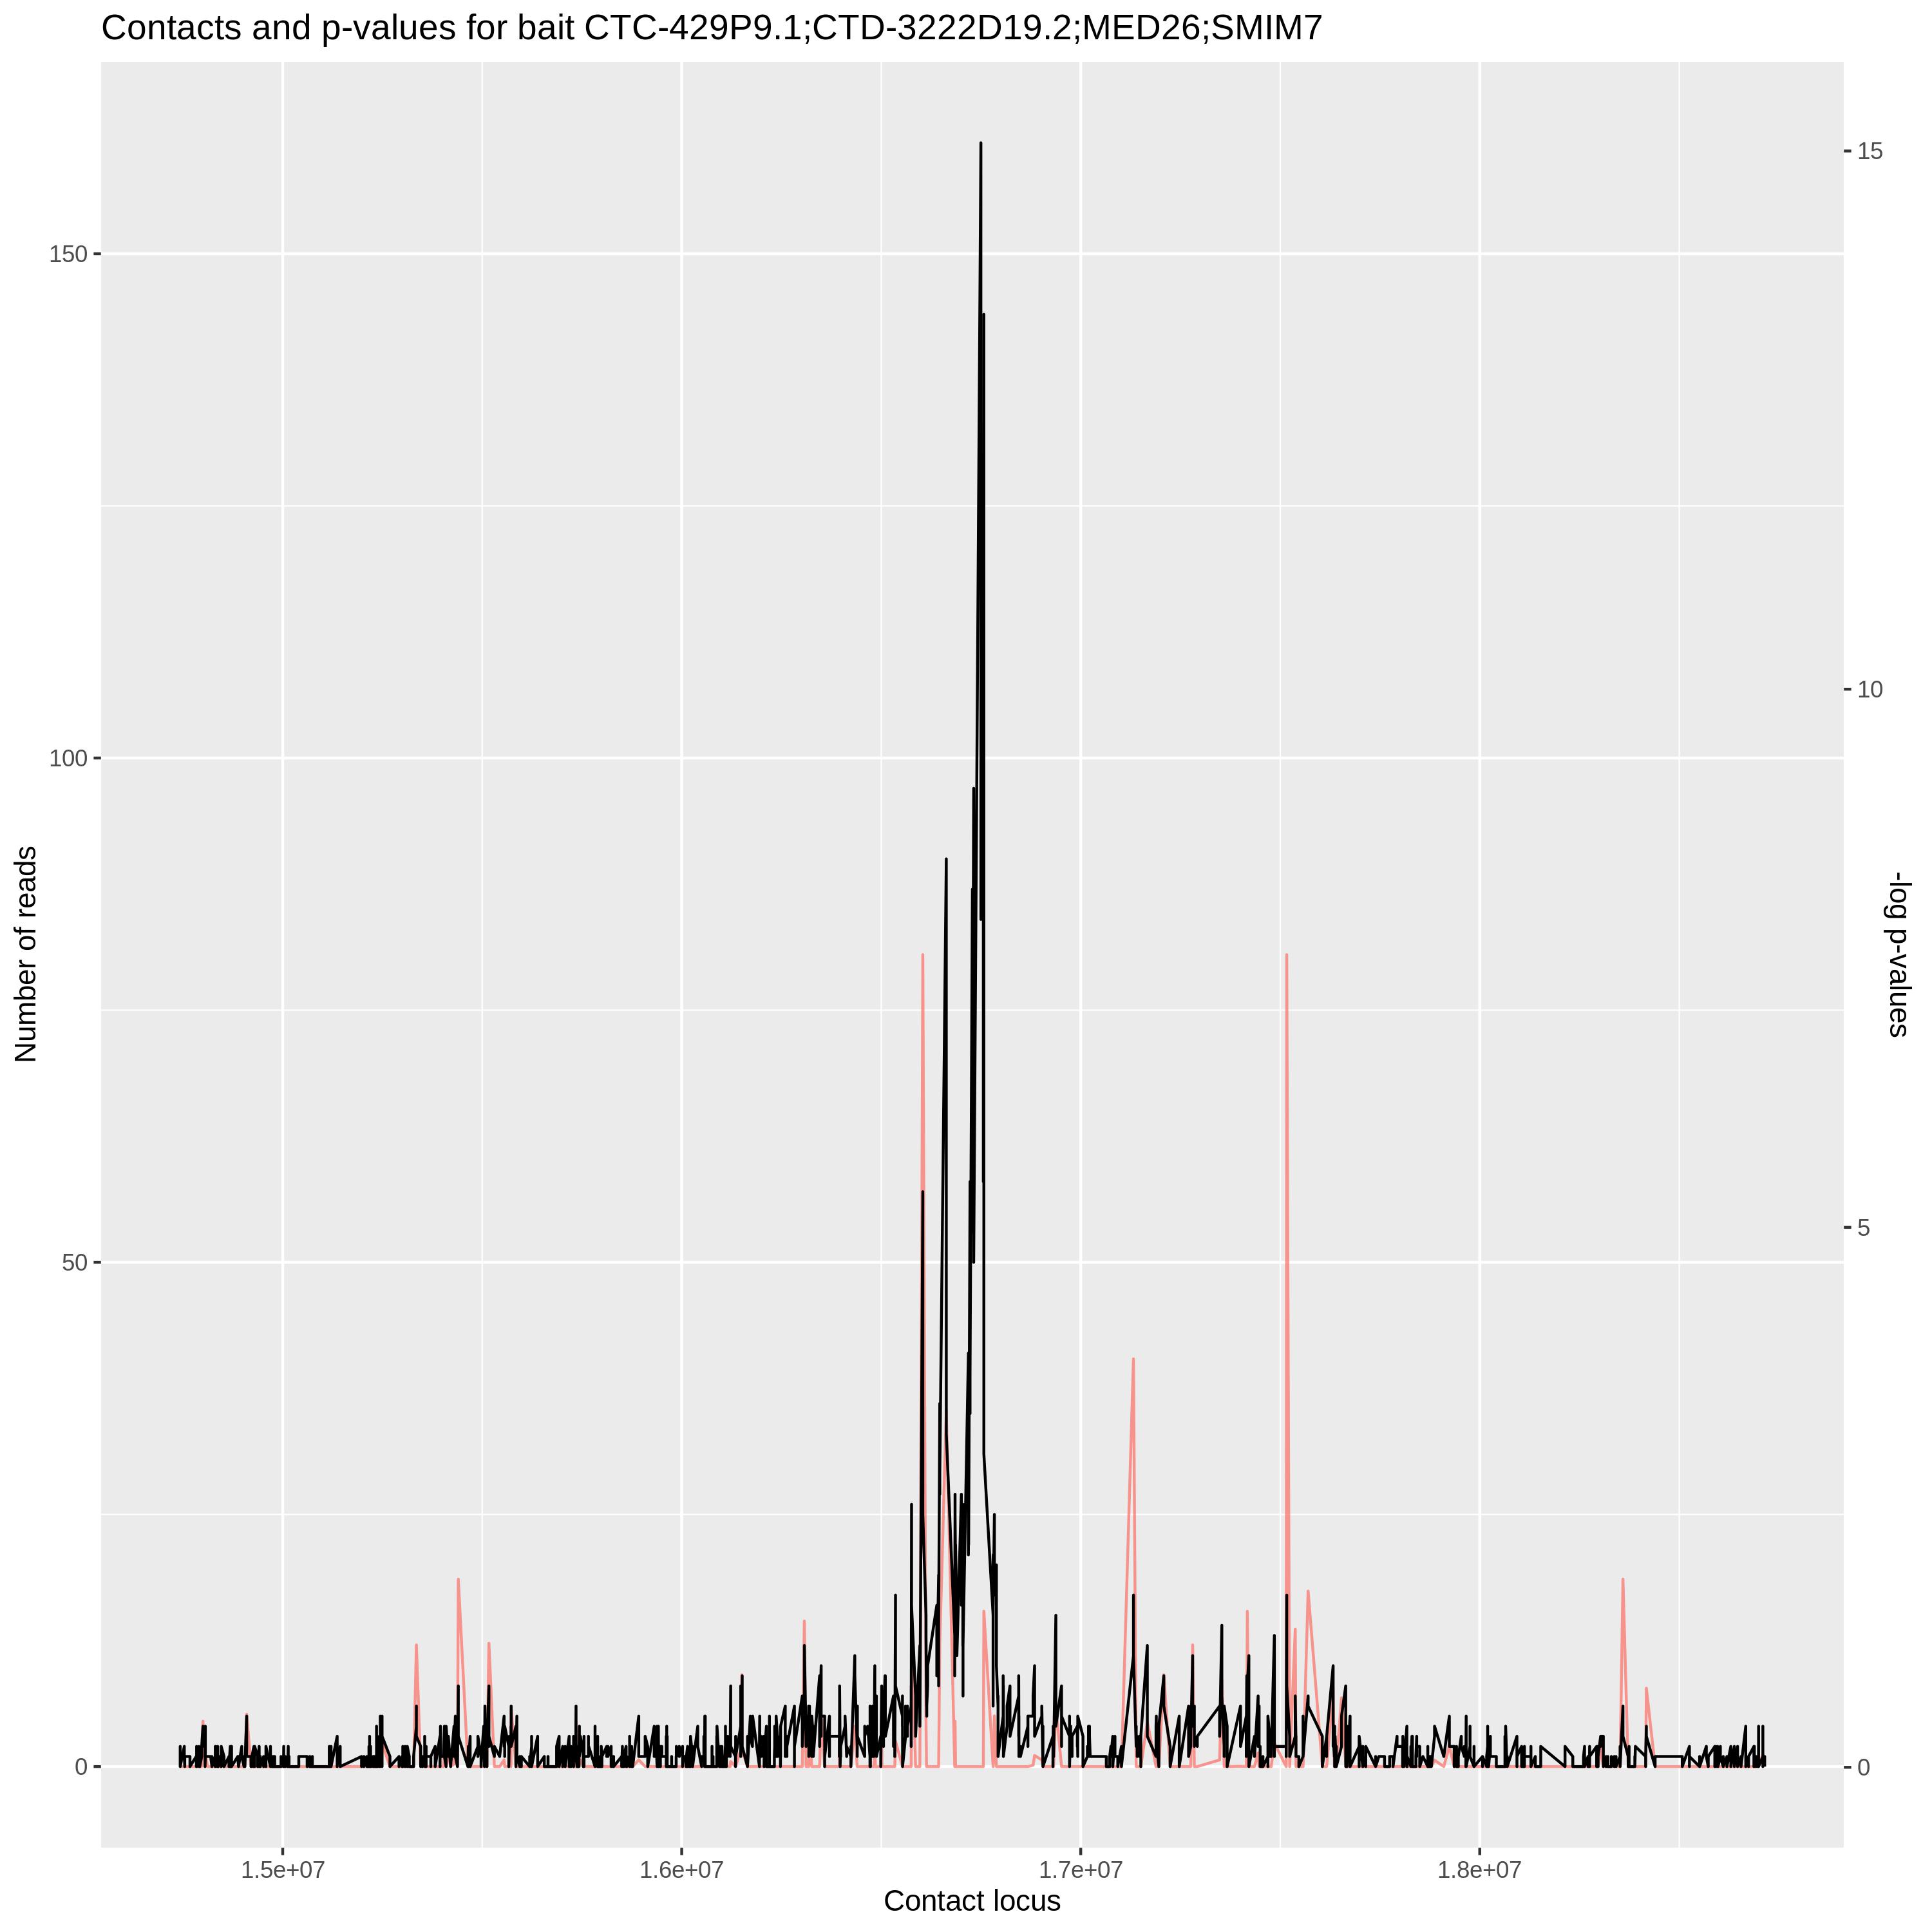 Contacts and p-values for bait CTC-429P9.1;CTD-3222D19.2;MED26;SMIM7
15
150
10
100
Number of reads
-log p-values
5
50
0
0
1.5e+07
1.6e+07
1.7e+07
1.8e+07
Contact locus